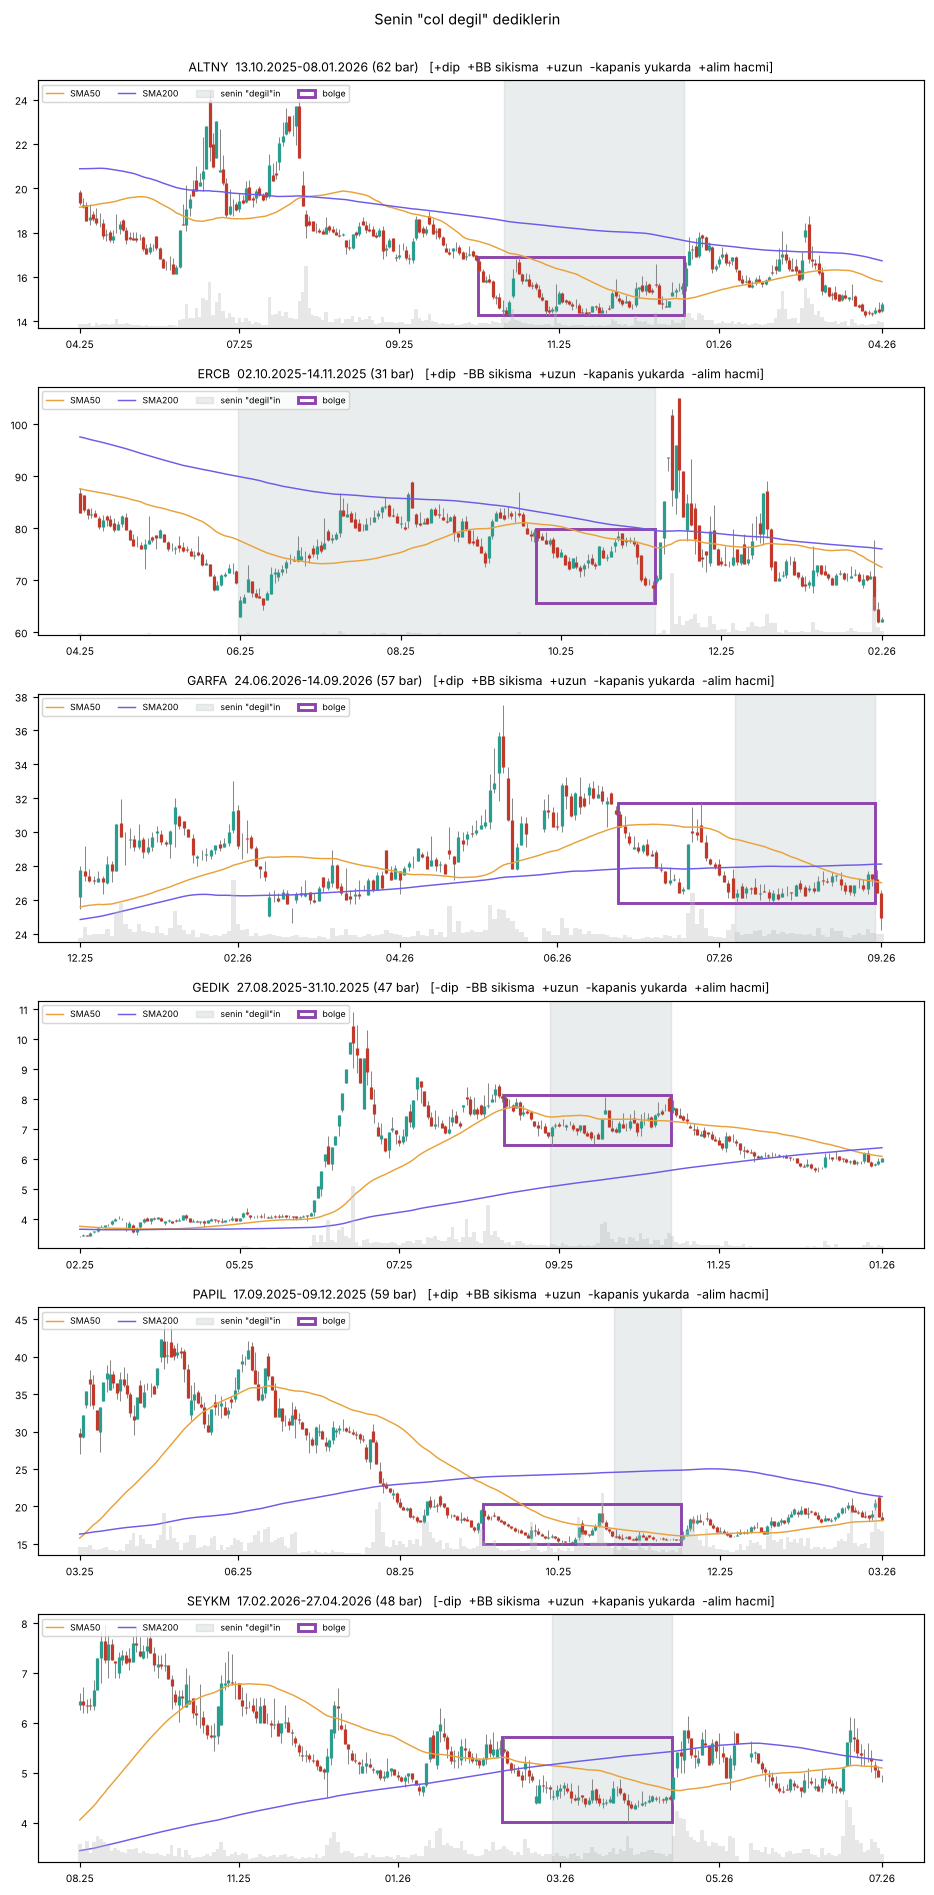 Senin "col degil" dediklerin
ALTNY  13.10.2025-08.01.2026 (62 bar)   [+dip  +BB sikisma  +uzun  -kapanis yukarda  +alim hacmi]
SMA50 SMA200 senin "degil"in bolge
24
22
20
18
16
14
04.25 07.25 09.25 11.25 01.26 04.26
ERCB  02.10.2025-14.11.2025 (31 bar)   [+dip  -BB sikisma  +uzun  -kapanis yukarda  -alim hacmi]
SMA50 SMA200 senin "degil"in bolge
100
90
80
70
60
04.25 06.25 08.25 10.25 12.25 02.26
GARFA  24.06.2026-14.09.2026 (57 bar)   [+dip  +BB sikisma  +uzun  -kapanis yukarda  -alim hacmi]
38
SMA50 SMA200 senin "degil"in bolge
36
34
32
30
28
26
24
12.25 02.26 04.26 06.26 07.26 09.26
GEDIK  27.08.2025-31.10.2025 (47 bar)   [-dip  -BB sikisma  +uzun  -kapanis yukarda  +alim hacmi]
11
SMA50 SMA200 senin "degil"in bolge
10
9
8
7
6
5
4
02.25 05.25 07.25 09.25 11.25 01.26
PAPIL  17.09.2025-09.12.2025 (59 bar)   [+dip  +BB sikisma  +uzun  -kapanis yukarda  -alim hacmi]
45
SMA50 SMA200 senin "degil"in bolge
40
35
30
25
20
15
03.25 06.25 08.25 10.25 12.25 03.26
SEYKM  17.02.2026-27.04.2026 (48 bar)   [-dip  +BB sikisma  +uzun  +kapanis yukarda  -alim hacmi]
8
SMA50 SMA200 senin "degil"in bolge
7
6
5
4
08.25 11.25 01.26 03.26 05.26 07.26